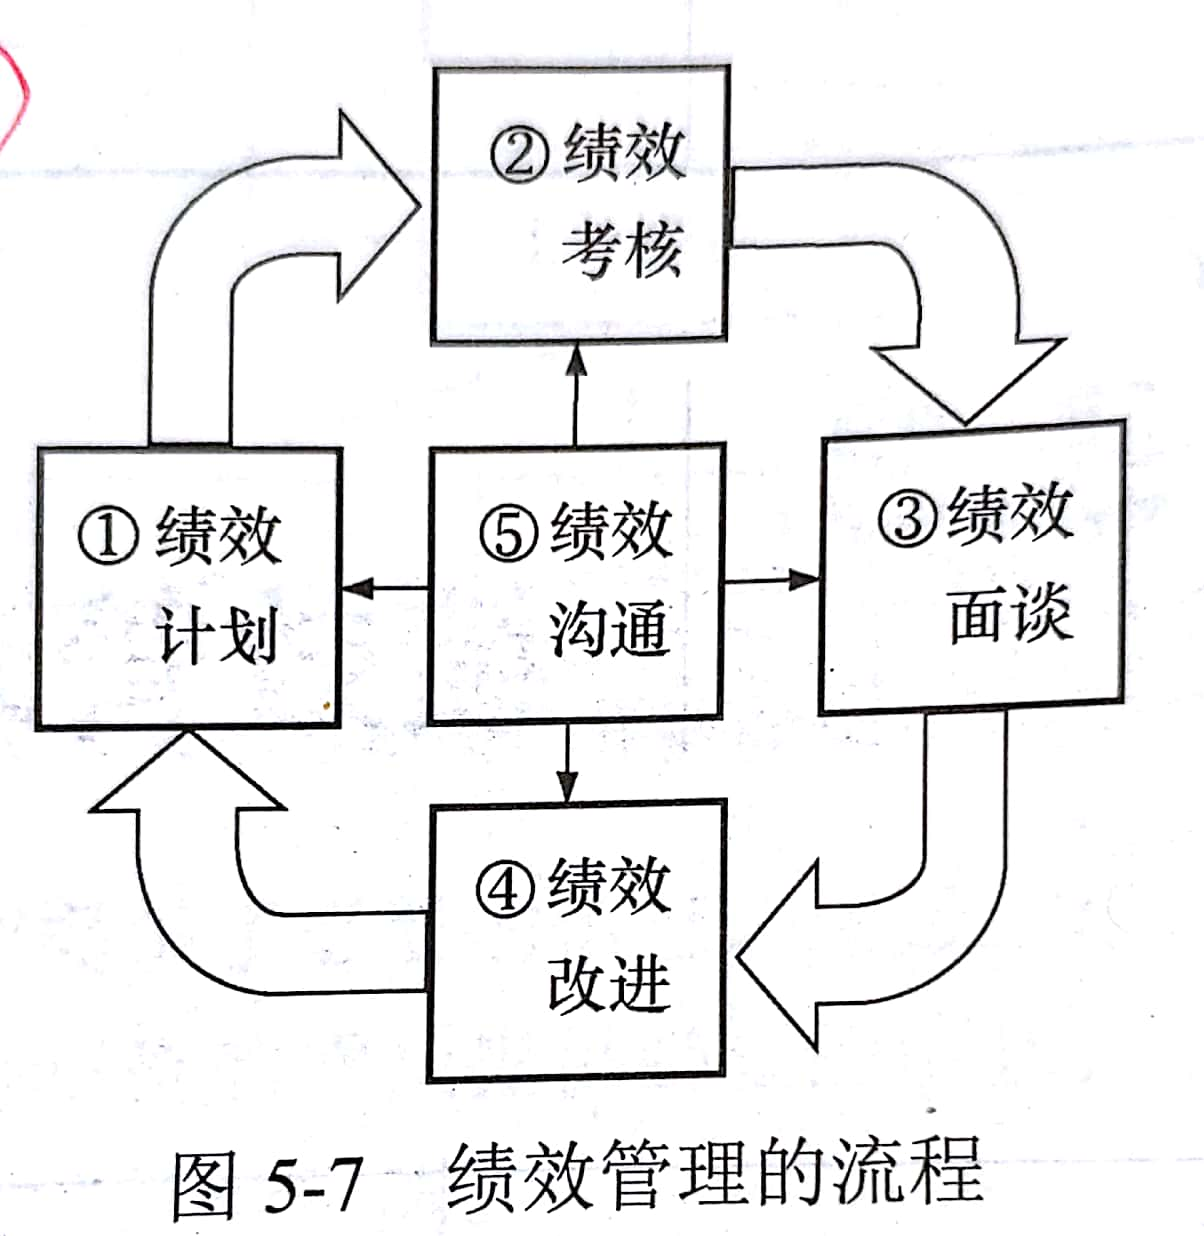 ② 绩效
考核
① 绩效
计划
⑤ 绩效
沟通
③ 绩效
面谈
④ 绩效
改进
图 5-7 绩效管理的流程